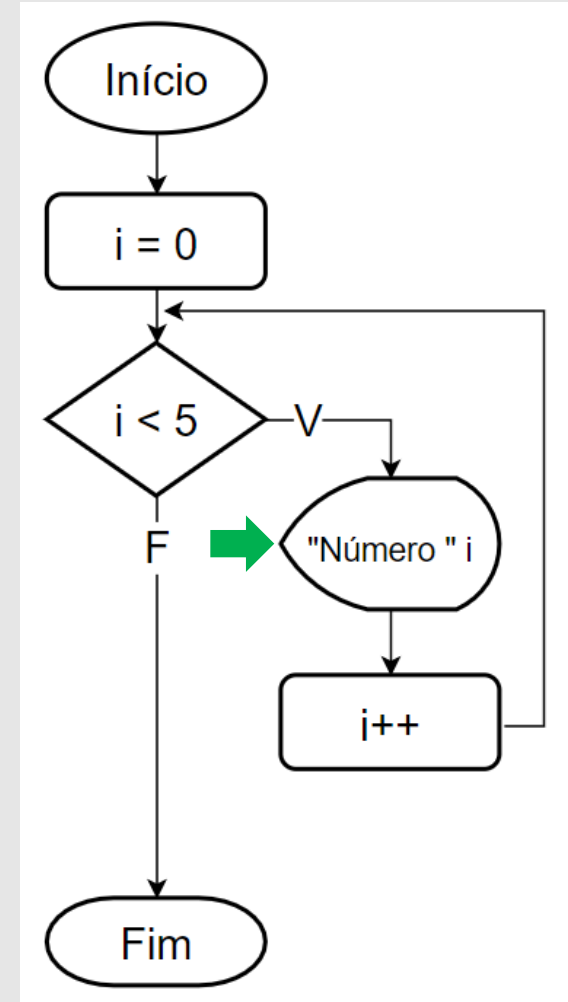 Início
i = 0
i < 5
V
F
"Número " i
i++
Fim